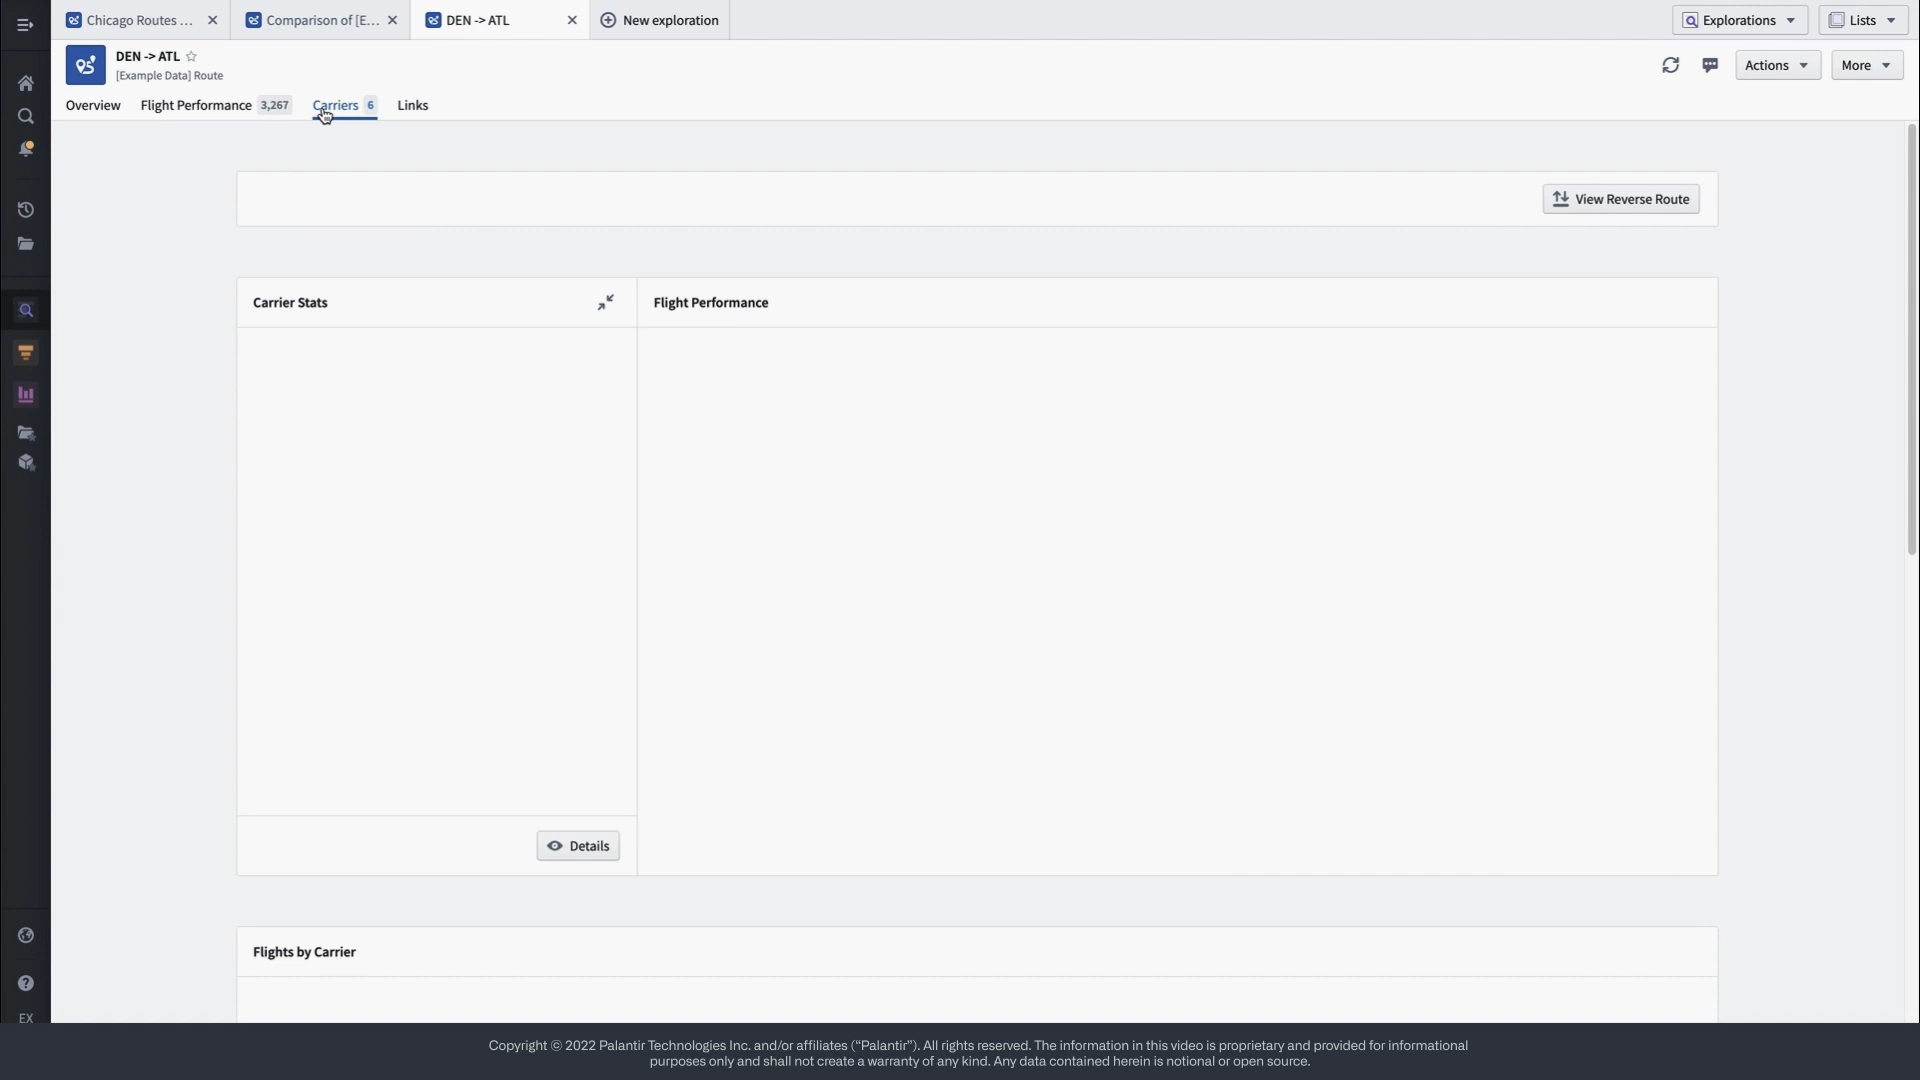 Chicago Routes ...
Comparison of [E...
DEN -> ATL
New exploration
Explorations
Lists
DEN -> ATL
[Example Data] Route
Actions
More
Overview
Flight Performance 3,267
Carriers 6
Links
View Reverse Route
Carrier Stats
Flight Performance
Details
Flights by Carrier
EX
Copyright © 2022 Palantir Technologies Inc. and/or affiliates (“Palantir”). All rights reserved. The information in this video is proprietary and provided for informational
purposes only and shall not create a warranty of any kind. Any data contained herein is notional or open source.